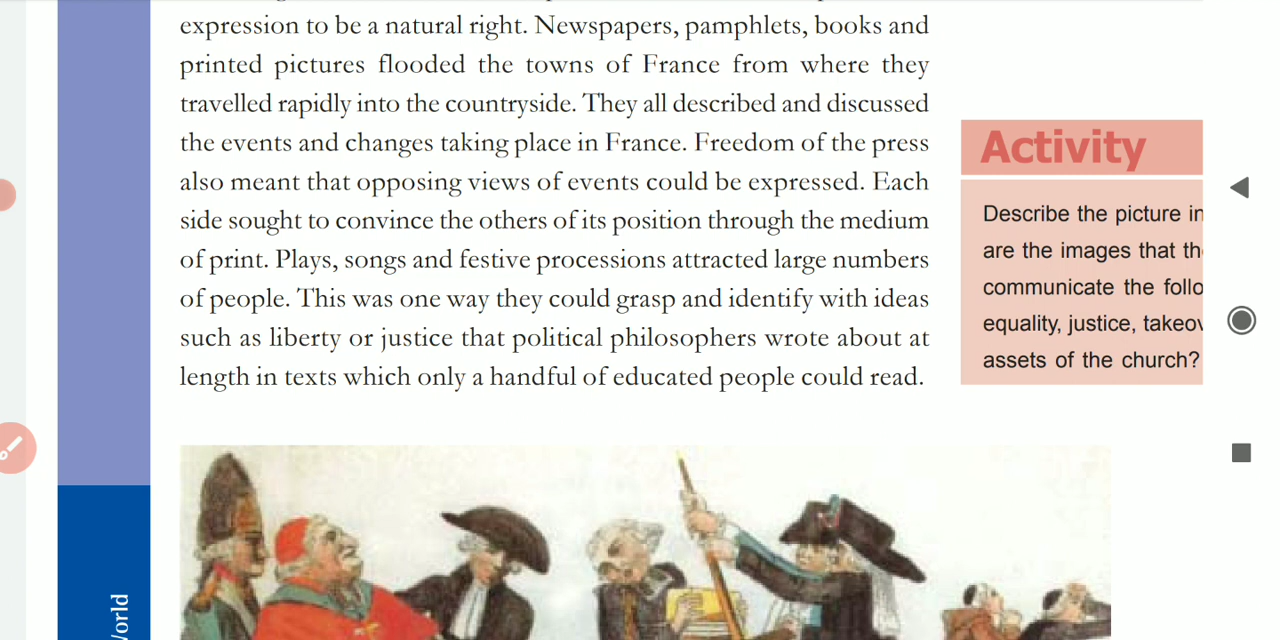 expression to be a natural right. Newspapers, pamphlets, books and
printed pictures flooded the towns of France from where they
travelled rapidly into the countryside. They all described and discussed
the events and changes taking place in France. Freedom of the press
also meant that opposing views of events could be expressed. Each
side sought to convince the others of its position through the medium
of print. Plays, songs and festive processions attracted large numbers
of people. This was one way they could grasp and identify with ideas
such as liberty or justice that political philosophers wrote about at
length in texts which only a handful of educated people could read.
Activity
Describe the picture in
are the images that th
communicate the follo
equality, justice, takeov
assets of the church?
orld